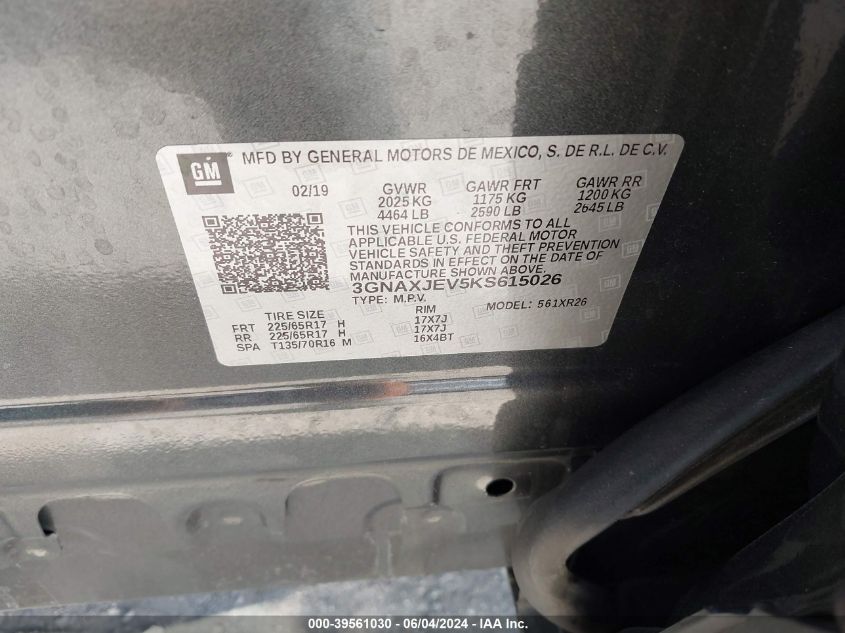 GM
MFD BY GENERAL MOTORS DE MEXICO, S. DE R.L. DE C.V.
02/19 GVWR GAWR FRT GAWR RR
2025 KG 1175 KG 1200 KG
4464 LB 2590 LB 2645 LB
THIS VEHICLE CONFORMS TO ALL
APPLICABLE U.S. FEDERAL MOTOR
VEHICLE SAFETY AND THEFT PREVENTION
STANDARDS IN EFFECT ON THE DATE OF
MANUFACTURE SHOWN ABOVE.
3GNAXJEV5KS615026
TYPE: M.P.V. MODEL: 561XR26
TIRE SIZE RIM
FRT 225/65R17 H 17X7J
RR 225/65R17 H 17X7J
SPA T135/70R16 M 16X4BT
000-39561030 - 06/04/2024 - IAA Inc.